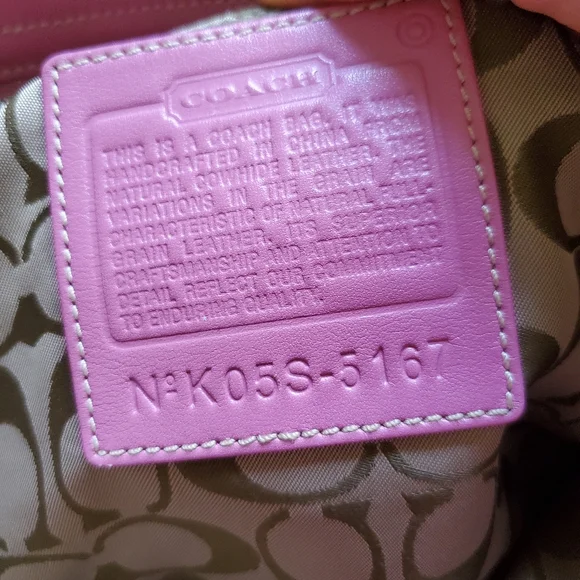 COACH
THIS IS A COACH BAG. IT WAS
HANDCRAFTED IN CHINA FROM
NATURAL COWHIDE LEATHER. THE
VARIATIONS IN THE GRAIN ARE
CHARACTERISTIC OF NATURAL FULL
GRAIN LEATHER. ITS SUPERIOR
CRAFTSMANSHIP AND ATTENTION TO
DETAIL REFLECT OUR COMMITMENT
TO ENDURING QUALITY.
Nº K05S-5167